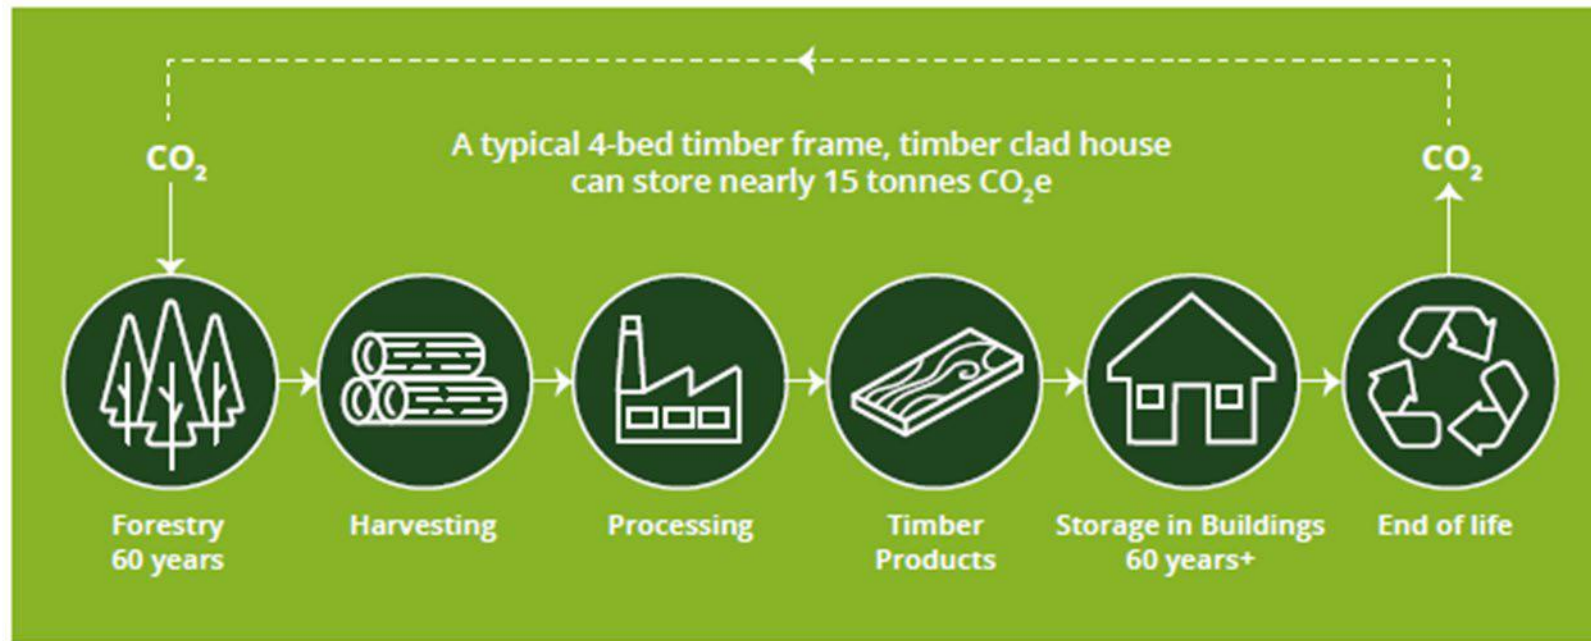 A typical 4-bed timber frame, timber clad house
can store nearly 15 tonnes CO₂e
CO₂
CO₂
Forestry
60 years
Harvesting
Processing
Timber
Products
Storage in Buildings
60 years+
End of life